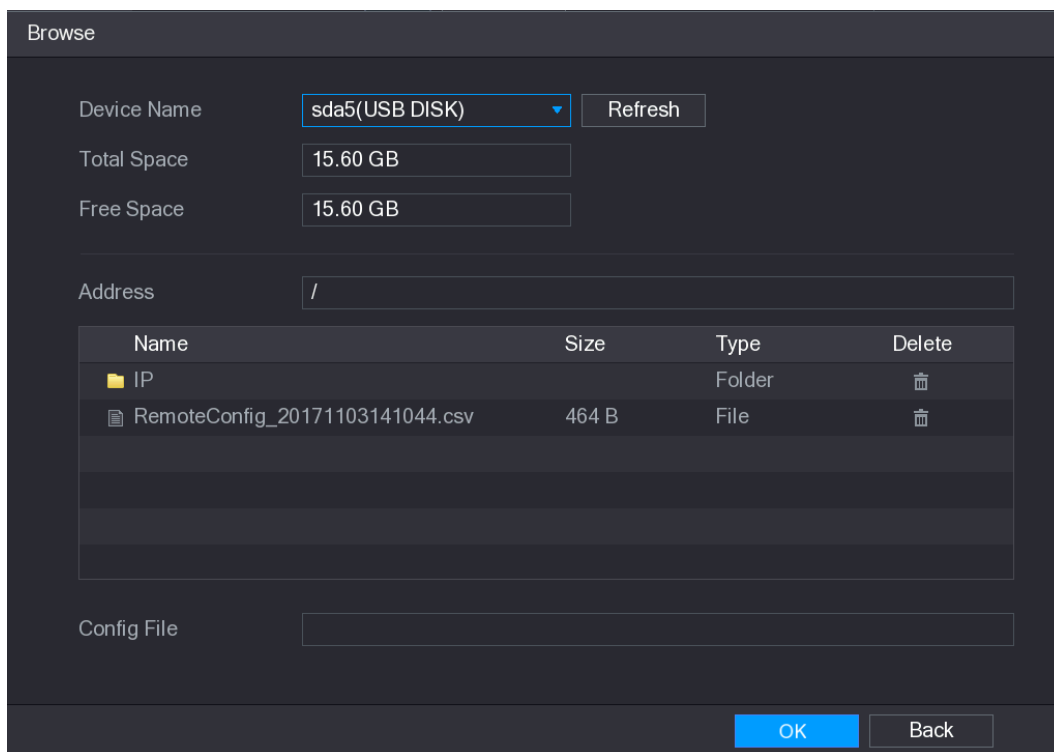 Browse
Device Name sda5(USB DISK) Refresh
Total Space 15.60 GB
Free Space 15.60 GB
Address /
Name Size Type Delete
IP Folder
RemoteConfig_20171103141044.csv 464 B File
Config File
OK Back